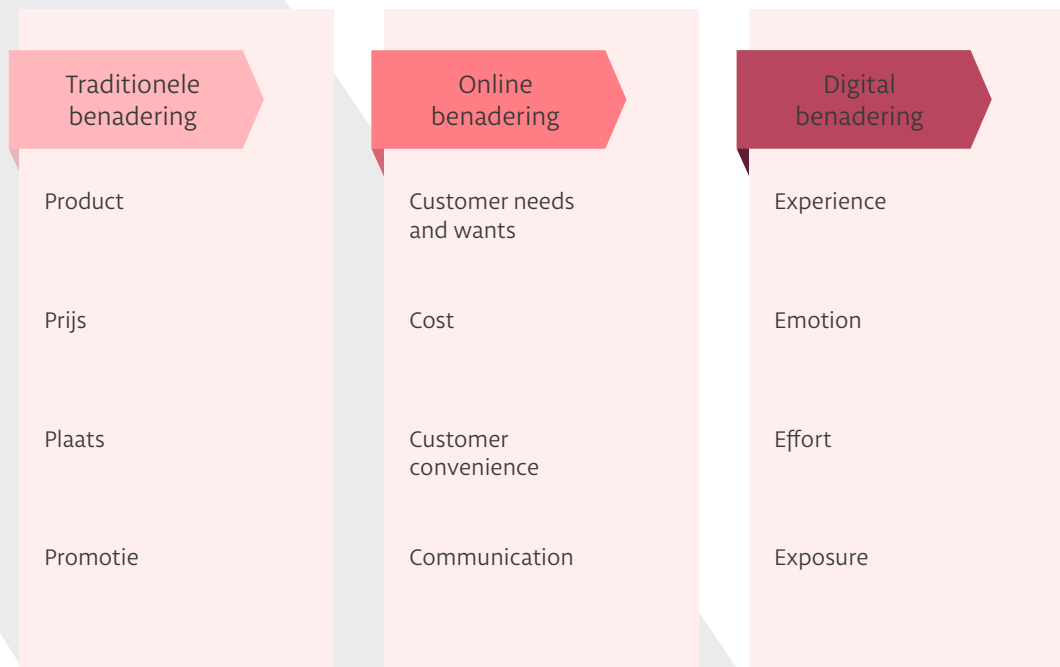 Traditionele
benadering
Product
Prijs
Plaats
Promotie
Online
benadering
Customer needs
and wants
Cost
Customer
convenience
Communication
Digital
benadering
Experience
Emotion
Effort
Exposure